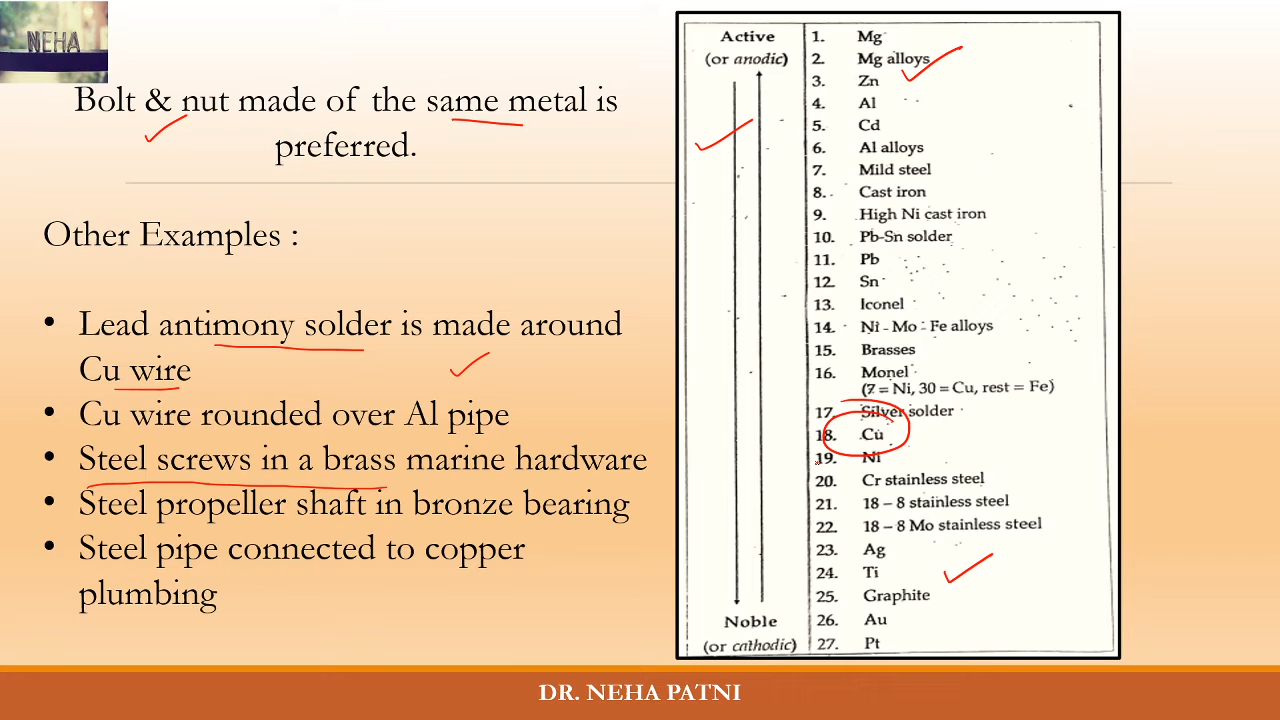 NEHA
Bolt & nut made of the same metal is
preferred.
Other Examples :
• Lead antimony solder is made around
Cu wire
• Cu wire rounded over Al pipe
• Steel screws in a brass marine hardware
• Steel propeller shaft in bronze bearing
• Steel pipe connected to copper
plumbing
Active
(or anodic)
Noble
(or cathodic)
1. Mg
2. Mg alloys
3. Zn
4. Al
5. Cd
6. Al alloys
7. Mild steel
8. Cast iron
9. High Ni cast iron
10. Pb-Sn solder
11. Pb
12. Sn
13. Iconel
14. Ni - Mo - Fe alloys
15. Brasses
16. Monel
(7 = Ni, 30 = Cu, rest = Fe)
17. Silver solder
18. Cu
19. Ni
20. Cr stainless steel
21. 18 – 8 stainless steel
22. 18 – 8 Mo stainless steel
23. Ag
24. Ti
25. Graphite
26. Au
27. Pt
DR. NEHA PATNI